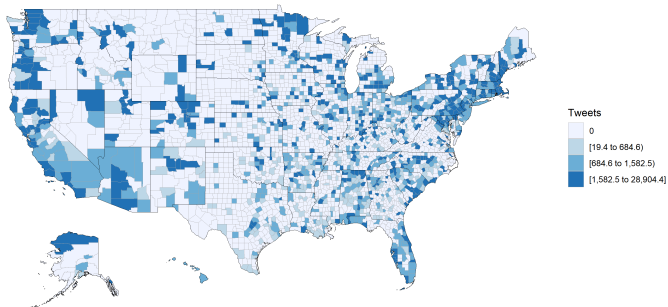 Tweets
0
[19.4 to 684.6)
[684.6 to 1,582.5)
[1,582.5 to 28,904.4]